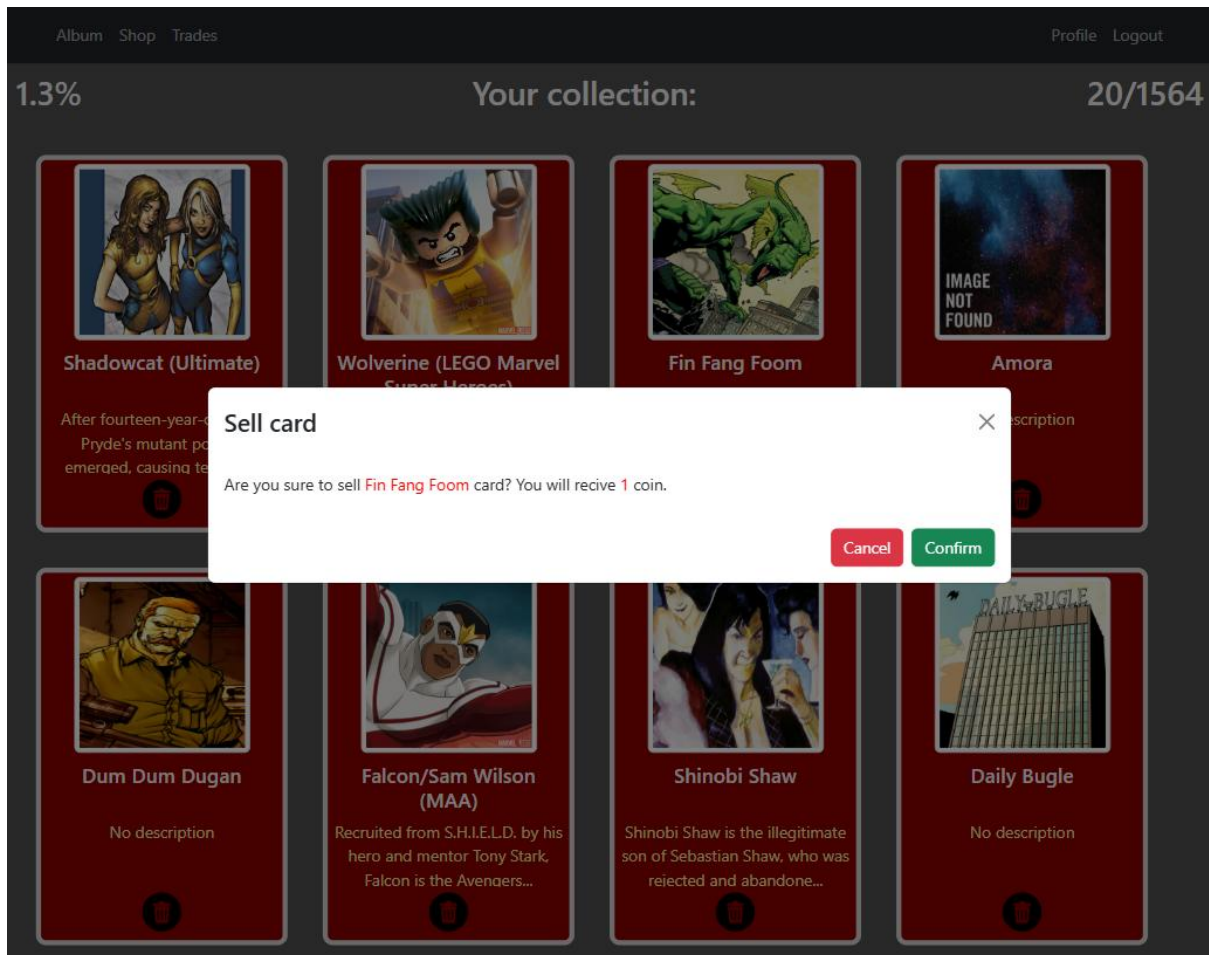 Album Shop Trades Profile Logout
1.3% Your collection: 20/1564
IMAGE
NOT
FOUND
Shadowcat (Ultimate) Wolverine (LEGO Marvel Fin Fang Foom Amora
Super Heroes)
After fourteen-year-
Pryde's mutant
emerged, causing
Sell card
Are you sure to sell Fin Fang Foom card? You will recive 1 coin.
Cancel Confirm
DAILY BUGLE
Dum Dum Dugan Falcon/Sam Wilson Shinobi Shaw Daily Bugle
(MAA)
No description Recruited from S.H.I.E.L.D. by his Shinobi Shaw is the illegitimate No description
hero and mentor Tony Stark, son of Sebastian Shaw, who was
Falcon is the Avengers... rejected and abandone...